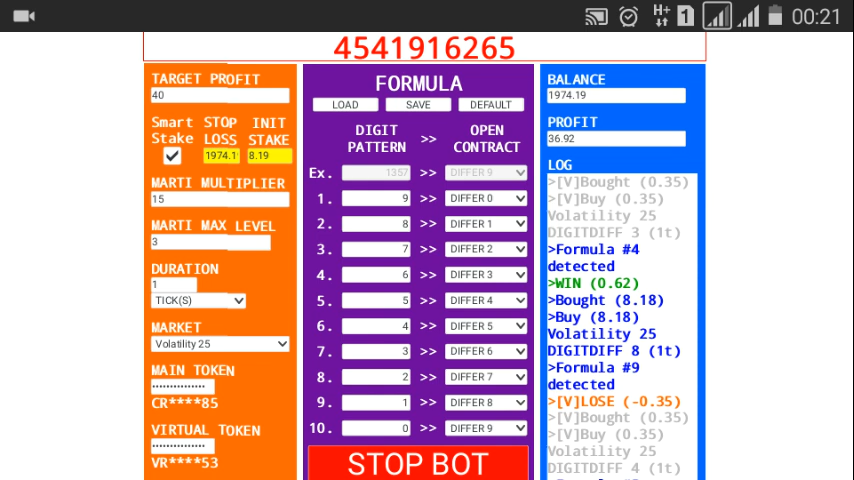 H+ 1 00:21
4541916265
TARGET PROFIT
40
Smart Stake STOP LOSS INIT STAKE
1974.1 8.19
MARTI MULTIPLIER
15
MARTI MAX LEVEL
3
DURATION
1
TICK(S)
MARKET
Volatility 25
MAIN TOKEN
CR****85
VIRTUAL TOKEN
VR****53
FORMULA
LOAD SAVE DEFAULT
DIGIT PATTERN >> OPEN CONTRACT
Ex. 1357 >> DIFFER 9
1. 9 >> DIFFER 0
2. 8 >> DIFFER 1
3. 7 >> DIFFER 2
4. 6 >> DIFFER 3
5. 5 >> DIFFER 4
6. 4 >> DIFFER 5
7. 3 >> DIFFER 6
8. 2 >> DIFFER 7
9. 1 >> DIFFER 8
10. 0 >> DIFFER 9
STOP BOT
BALANCE
1974.19
PROFIT
36.92
LOG
>[V]Bought (0.35)
>[V]Buy (0.35)
Volatility 25
DIGITDIFF 3 (1t)
>Formula #4
detected
>WIN (0.62)
>Bought (8.18)
>Buy (8.18)
Volatility 25
DIGITDIFF 8 (1t)
>Formula #9
detected
>[V]LOSE (-0.35)
>[V]Bought (0.35)
>[V]Buy (0.35)
Volatility 25
DIGITDIFF 4 (1t)